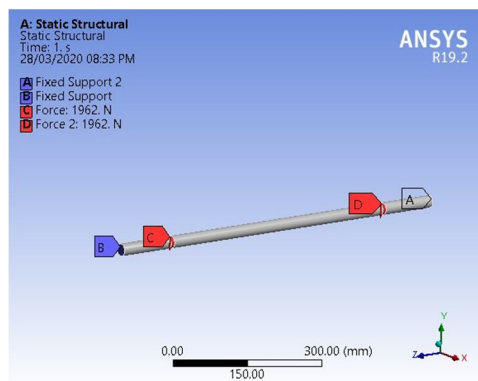 A: Static Structural
Static Structural
Time: 1. s
28/03/2020 08:33 PM
A Fixed Support 2
B Fixed Support
C Force: 1962. N
D Force 2: 1962. N
ANSYS
R19.2
A
D
C
B
0.00 300.00 (mm)
150.00
Y
Z X